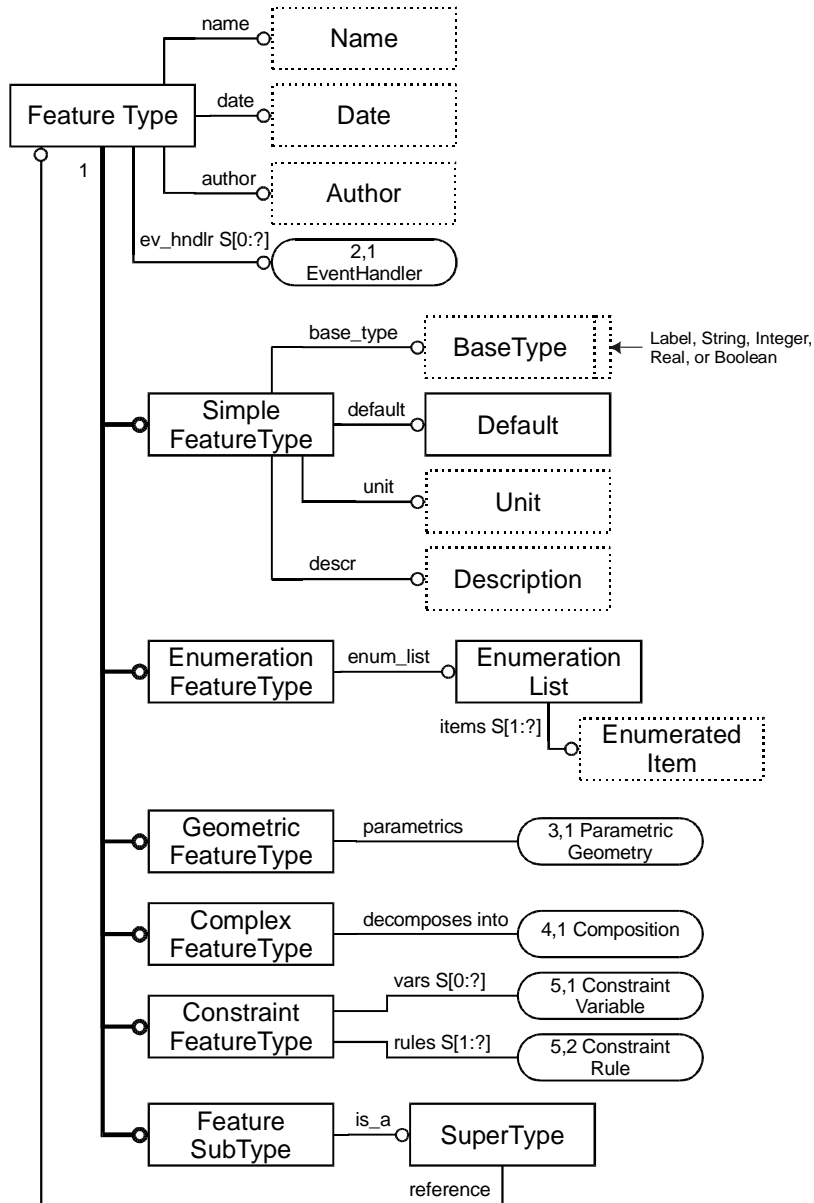 name
Name
Feature Type
date
Date
1
author
Author
ev_hndlr S[0:?]
2,1
EventHandler
base_type
BaseType
Label, String, Integer,
Real, or Boolean
Simple
FeatureType
default
Default
unit
Unit
descr
Description
Enumeration
FeatureType
enum_list
Enumeration
List
items S[1:?]
Enumerated
Item
Geometric
FeatureType
parametrics
3,1 Parametric
Geometry
Complex
FeatureType
decomposes into
4,1 Composition
Constraint
FeatureType
vars S[0:?]
5,1 Constraint
Variable
rules S[1:?]
5,2 Constraint
Rule
Feature
SubType
is_a
SuperType
reference